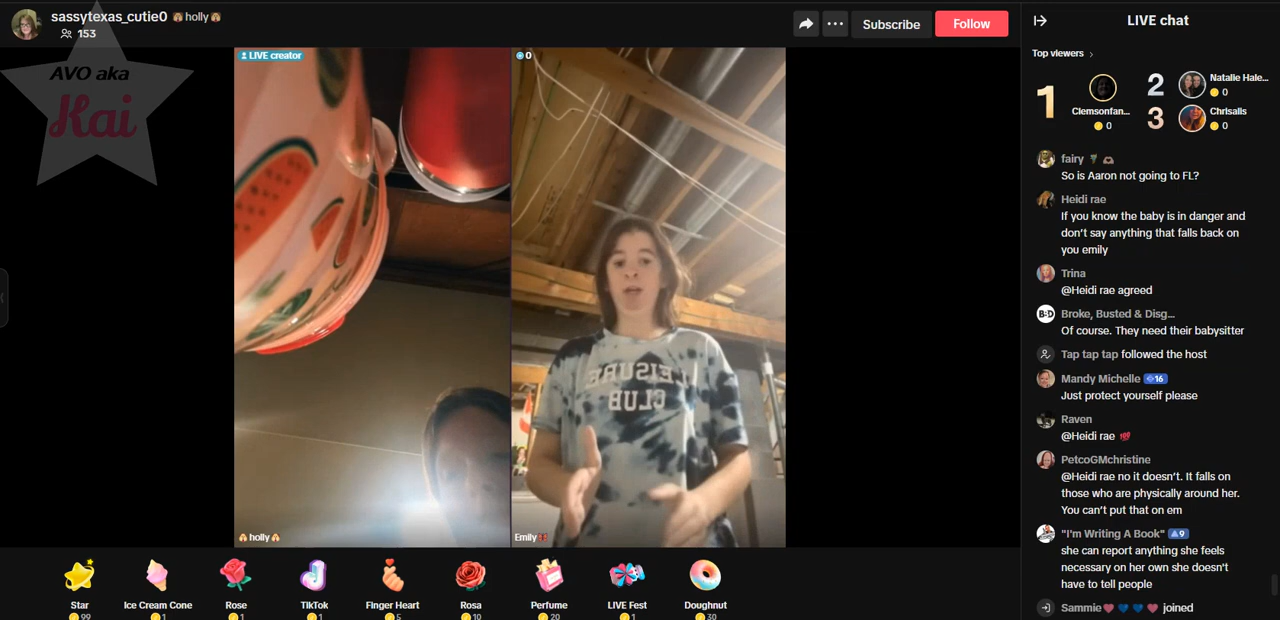 sassytexas_cutie0 🙈holly🙈
153
Subscribe
Follow
AVO aka
Kai
LIVE creator
0
LEISURE
CLUB
🙈holly🙈
Emily
Star
99
Ice Cream Cone
1
Rose
1
TikTok
1
Finger Heart
5
Rosa
10
Perfume
20
LIVE Fest
1
Doughnut
30
LIVE chat
Top viewers
1
Clemsonfan...
0
2
Natalie Hale...
0
3
Chrisalis
0
fairy
So is Aaron not going to FL?
Heidi rae
If you know the baby is in danger and
don't say anything that falls back on
you emily
Trina
@Heidi rae agreed
B&D Broke, Busted & Disg...
Of course. They need their babysitter
Tap tap tap followed the host
Mandy Michelle 16
Just protect yourself please
Raven
@Heidi rae 💯
PetcoGMchristine
@Heidi rae no it doesn't. It falls on
those who are physically around her.
You can't put that on em
"I'm Writing A Book" 9
she can report anything she feels
necessary on her own she doesn't
have to tell people
Sammie❤️💙💙❤️ joined